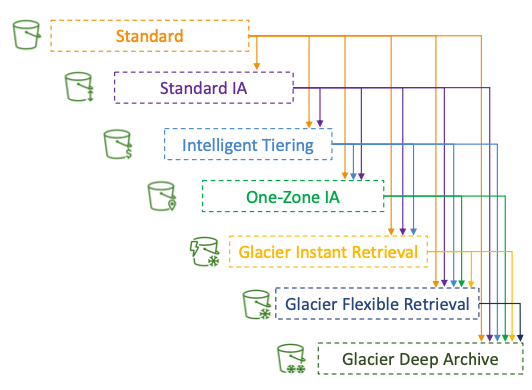 Standard
Standard IA
Intelligent Tiering
One-Zone IA
Glacier Instant Retrieval
Glacier Flexible Retrieval
Glacier Deep Archive